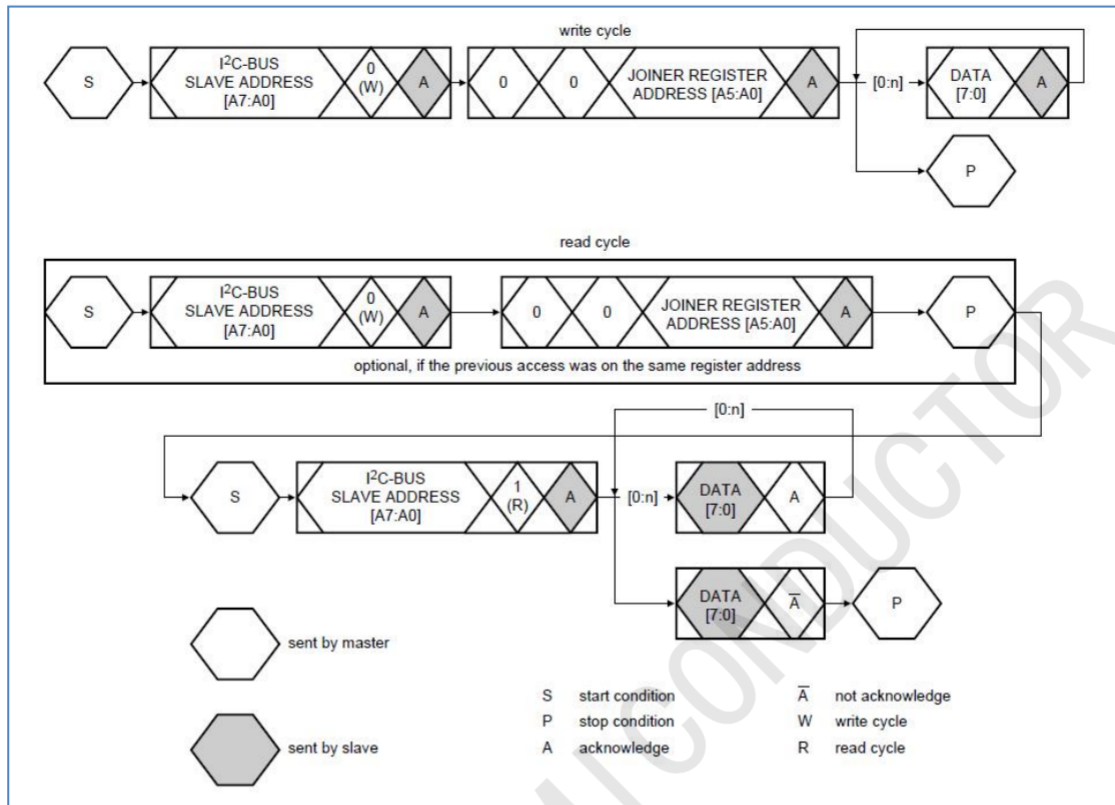 write cycle
S
I²C-BUS
SLAVE ADDRESS
[A7:A0]
0
(W)
A
0
0
JOINER REGISTER
ADDRESS [A5:A0]
A
[0:n]
DATA
[7:0]
A
P
read cycle
S
I²C-BUS
SLAVE ADDRESS
[A7:A0]
0
(W)
A
0
0
JOINER REGISTER
ADDRESS [A5:A0]
A
P
optional, if the previous access was on the same register address
[0:n]
S
I²C-BUS
SLAVE ADDRESS
[A7:A0]
1
(R)
A
[0:n]
DATA
[7:0]
A
DATA
[7:0]
A̅
P
sent by master
sent by slave
S start condition
P stop condition
A acknowledge
A̅ not acknowledge
W write cycle
R read cycle
MICONDUCTOR